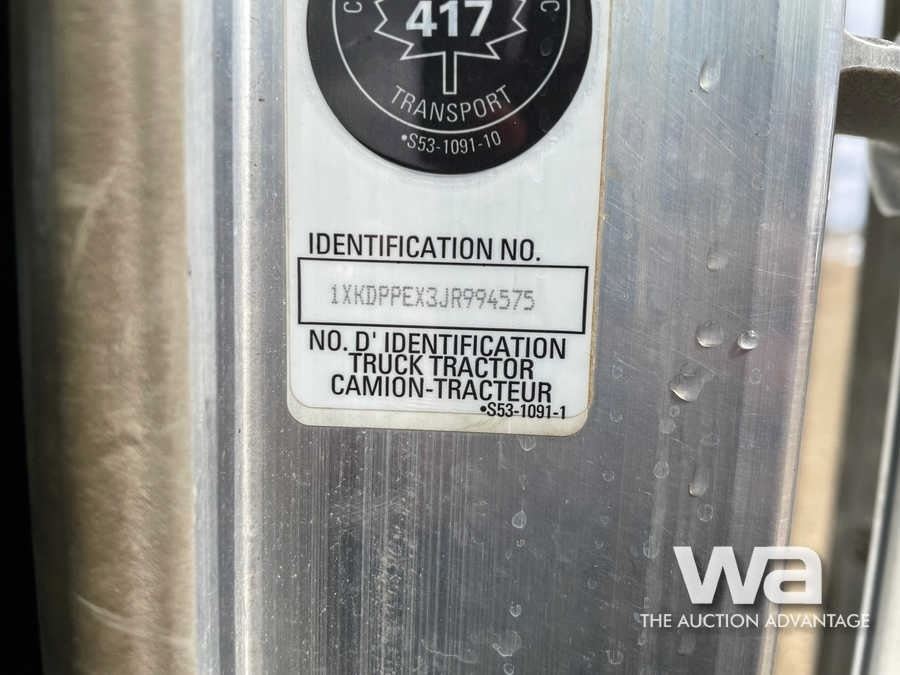 C
C
417
TRANSPORT
•S53-1091-10
IDENTIFICATION NO.
1XKDPPEX3JR994575
NO. D' IDENTIFICATION
TRUCK TRACTOR
CAMION-TRACTEUR
•S53-1091-1
wa
THE AUCTION ADVANTAGE